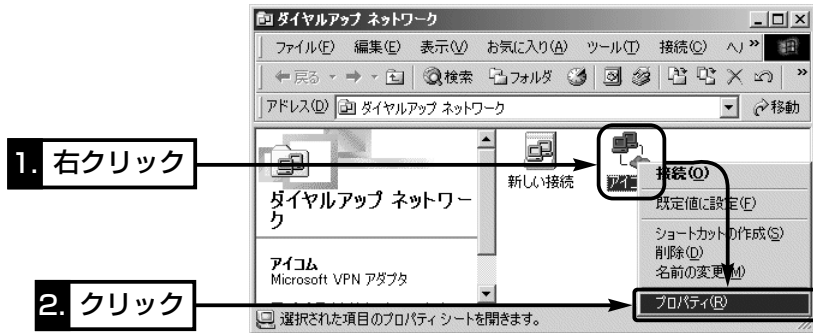 ダイヤルアップ ネットワーク
ファイル(F) 編集(E) 表示(V) お気に入り(A) ツール(T) 接続(C) ヘル »
戻る 検索 フォルダ »
アドレス(D) ダイヤルアップ ネットワーク 移動
1. 右クリック
ダイヤルアップ ネットワー
ク
アイコム
Microsoft VPN アダプタ
新しい接続
アイコ
接続(O)
既定値に設定(F)
ショートカットの作成(S)
削除(D)
名前の変更(M)
プロパティ(R)
2. クリック
選択された項目のプロパティ シートを開きます。